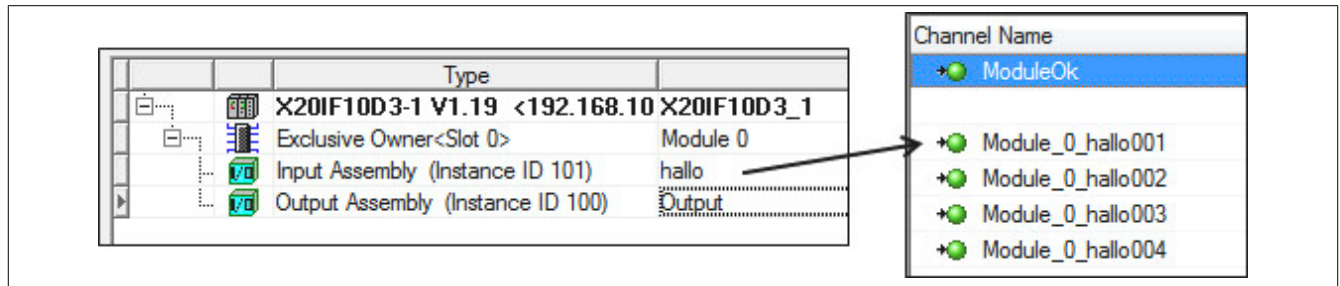 Type
X20IF10D3-1 V1.19 <192.168.10 X20IF10D3_1
Exclusive Owner<Slot 0> Module 0
I/O Input Assembly (Instance ID 101) hallo
I/O Output Assembly (Instance ID 100) Output
Channel Name
ModuleOk
Module_0_hallo001
Module_0_hallo002
Module_0_hallo003
Module_0_hallo004